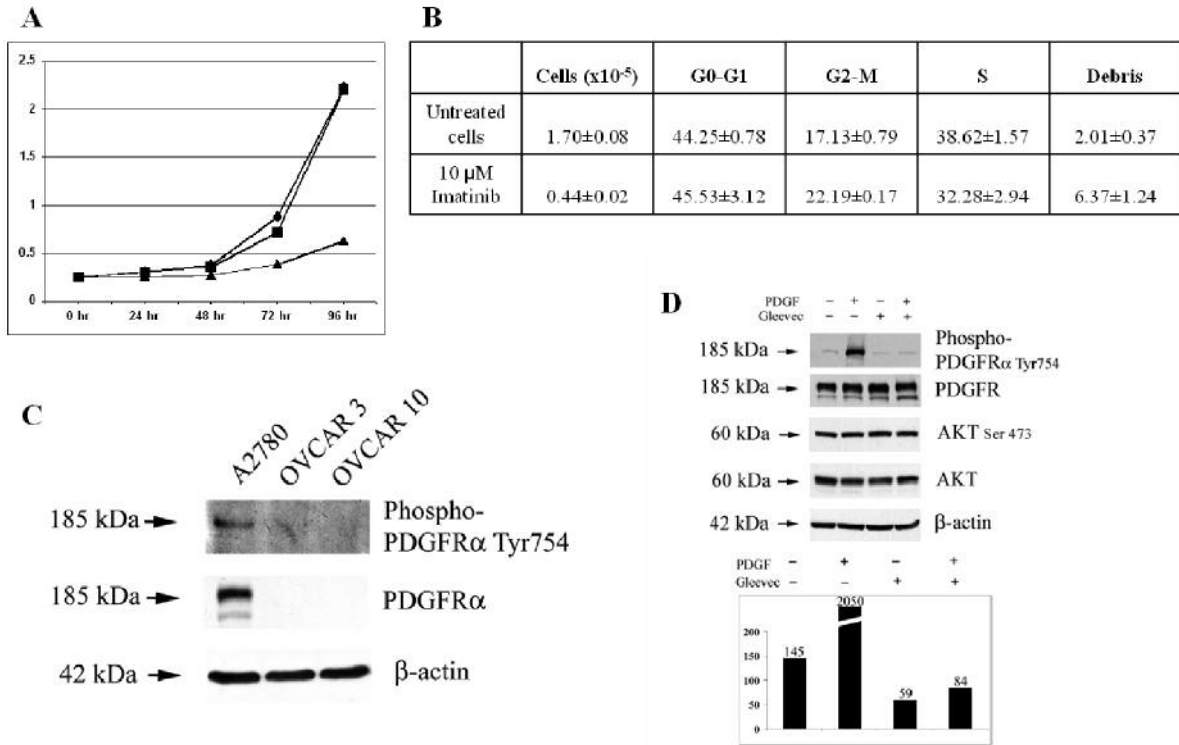 A
2.5
2
1.5
1
0.5
0
0 hr 24 hr 48 hr 72 hr 96 hr
B
Cells (x10-5) G0-G1 G2-M S Debris
Untreated cells 1.70±0.08 44.25±0.78 17.13±0.79 38.62±1.57 2.01±0.37
10 µM Imatinib 0.44±0.02 45.53±3.12 22.19±0.17 32.28±2.94 6.37±1.24
C
A2780 OVCAR 3 OVCAR 10
185 kDa Phospho-
PDGFRα Tyr754
185 kDa PDGFRα
42 kDa β-actin
D
PDGF - + - +
Gleevec - - + +
185 kDa Phospho-
PDGFRα Tyr754
185 kDa PDGFR
60 kDa AKT Ser 473
60 kDa AKT
42 kDa β-actin
PDGF - + - +
Gleevec - - + +
2050
200
150
100
50
0
145
59
84